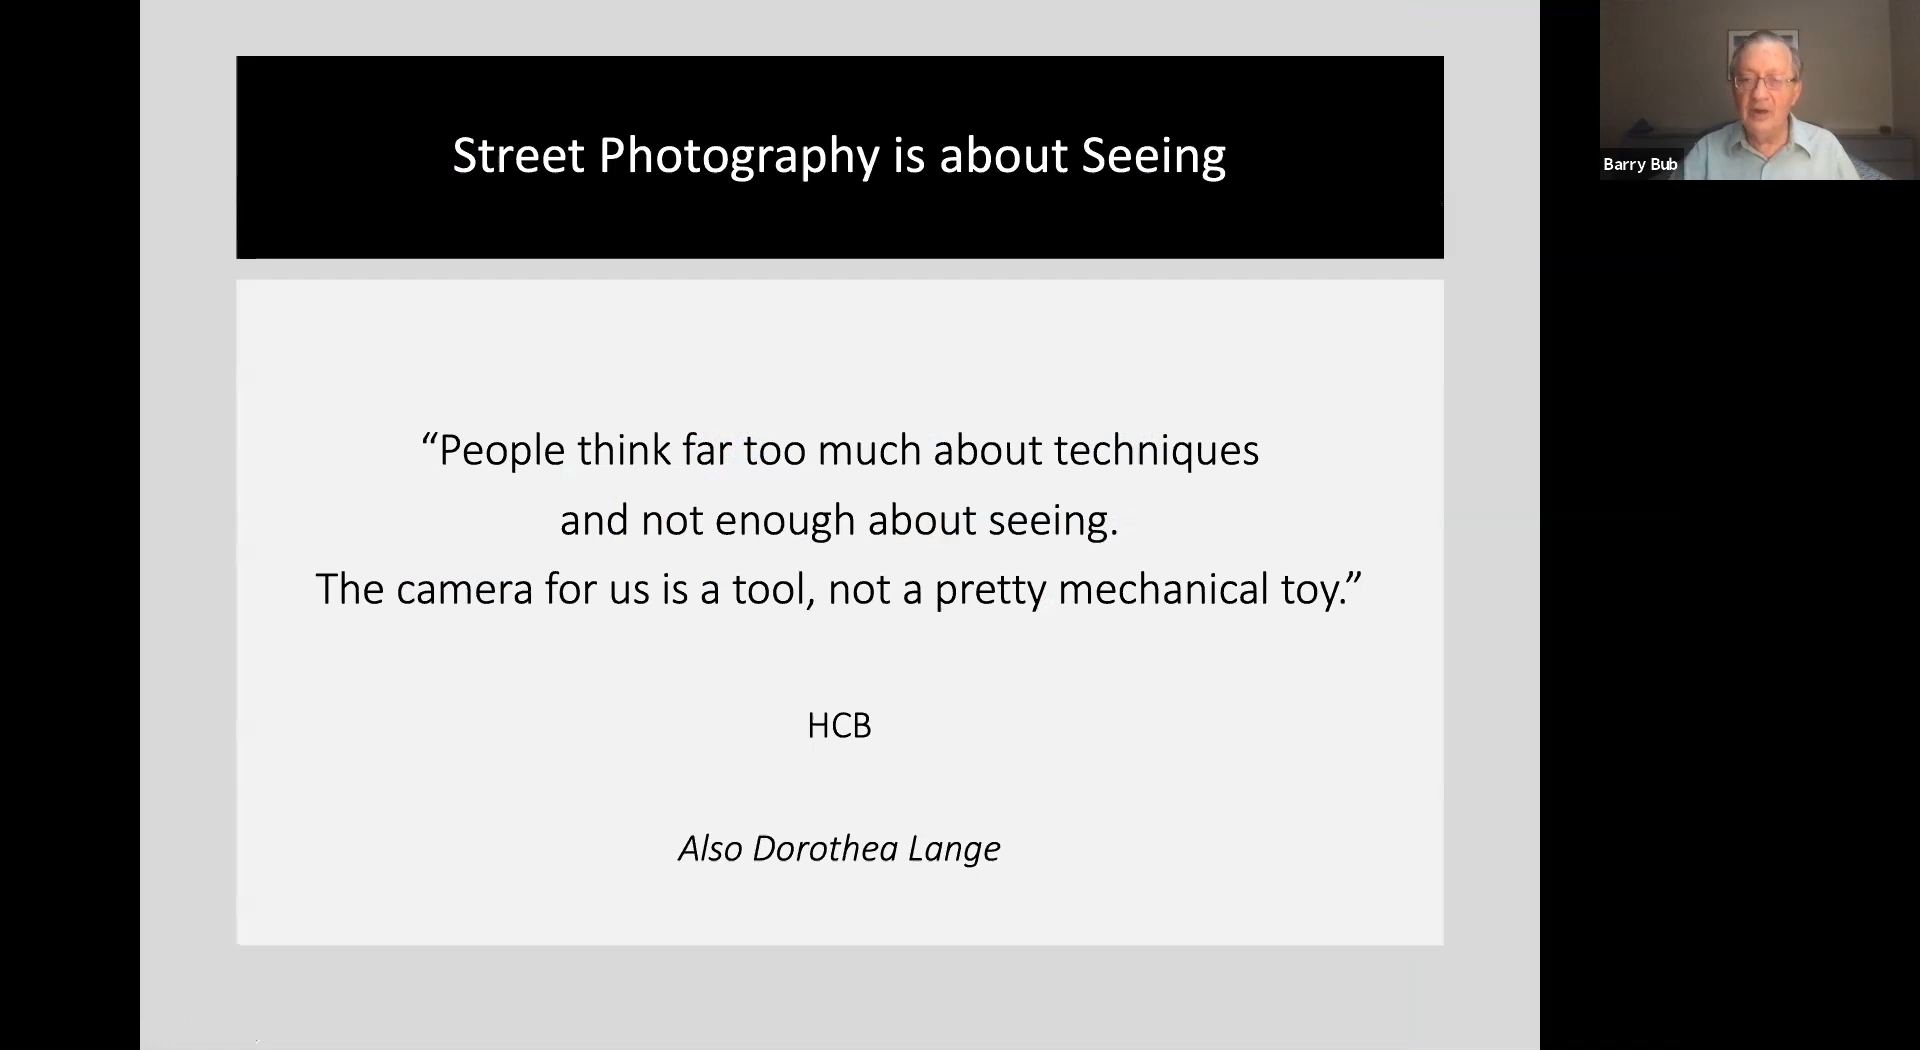 Street Photography is about Seeing
“People think far too much about techniques
and not enough about seeing.
The camera for us is a tool, not a pretty mechanical toy.”
HCB
Also Dorothea Lange
Barry Bub